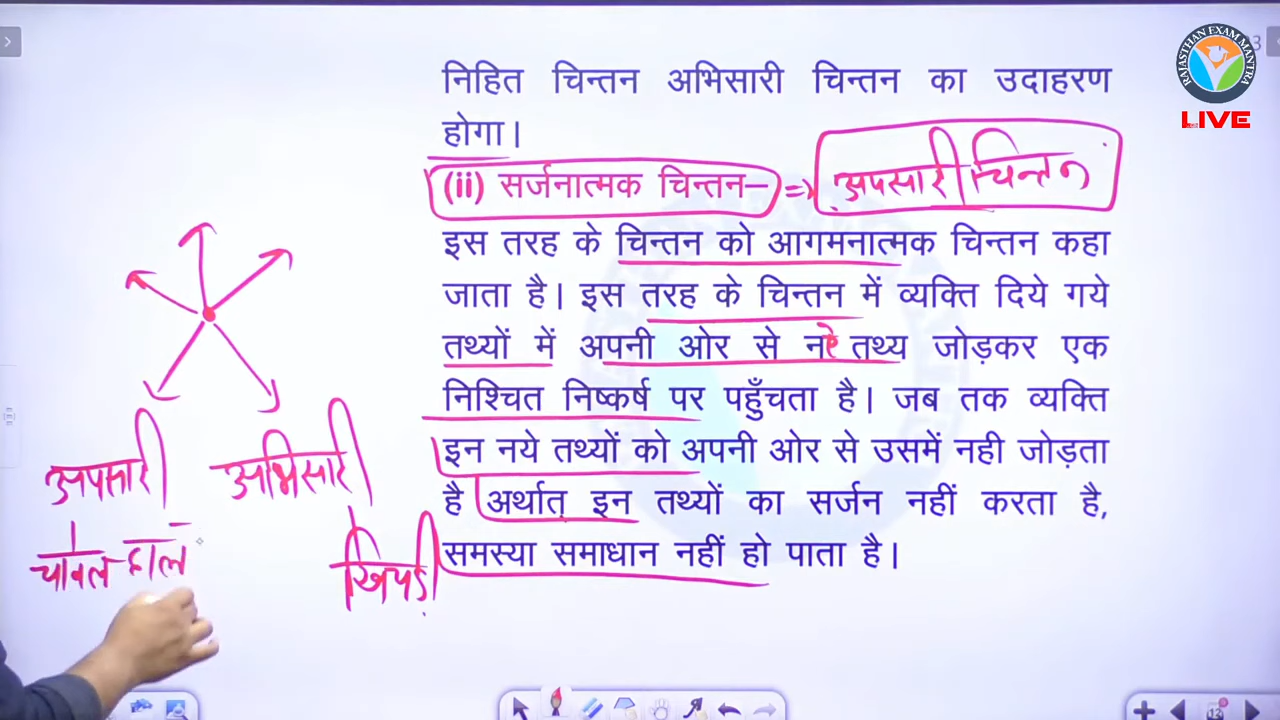 निहित चिन्तन अभिसारी चिन्तन का उदाहरण
होगा।
(ii) सर्जनात्मक चिन्तन– => अपसारी चिन्तन
इस तरह के चिन्तन को आगमनात्मक चिन्तन कहा
जाता है। इस तरह के चिन्तन में व्यक्ति दिये गये
तथ्यों में अपनी ओर से नये तथ्य जोड़कर एक
निश्चित निष्कर्ष पर पहुँचता है। जब तक व्यक्ति
इन नये तथ्यों को अपनी ओर से उसमें नही जोड़ता
है अर्थात् इन तथ्यों का सर्जन नहीं करता है,
समस्या समाधान नहीं हो पाता है।
अपसारी अभिसारी
चावल-दाल खिचड़ी
RAJASTHAN EXAM MANTRA
LIVE